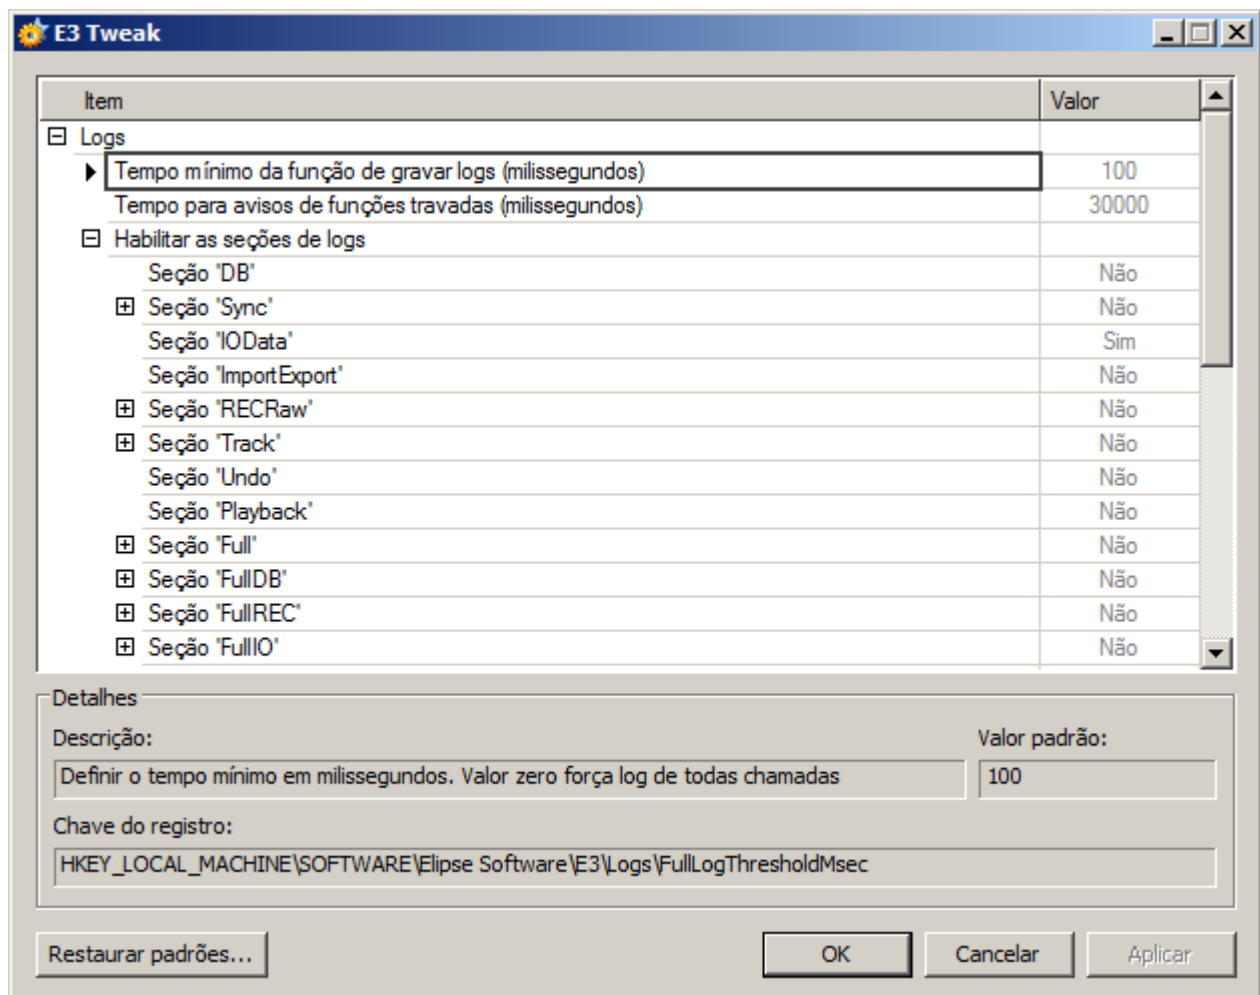 E3 Tweak
Item Valor
Logs
Tempo mínimo da função de gravar logs (milissegundos) 100
Tempo para avisos de funções travadas (milissegundos) 30000
Habilitar as seções de logs
Seção 'DB' Não
Seção 'Sync' Não
Seção 'IOData' Sim
Seção 'ImportExport' Não
Seção 'RECRaw' Não
Seção 'Track' Não
Seção 'Undo' Não
Seção 'Playback' Não
Seção 'Full' Não
Seção 'FullDB' Não
Seção 'FullREC' Não
Seção 'FullIO' Não
Detalhes
Descrição: Valor padrão:
Definir o tempo mínimo em milissegundos. Valor zero força log de todas chamadas 100
Chave do registro:
HKEY_LOCAL_MACHINE\SOFTWARE\Elipse Software\E3\Logs\FullLogThresholdMsec
Restaurar padrões... OK Cancelar Aplicar